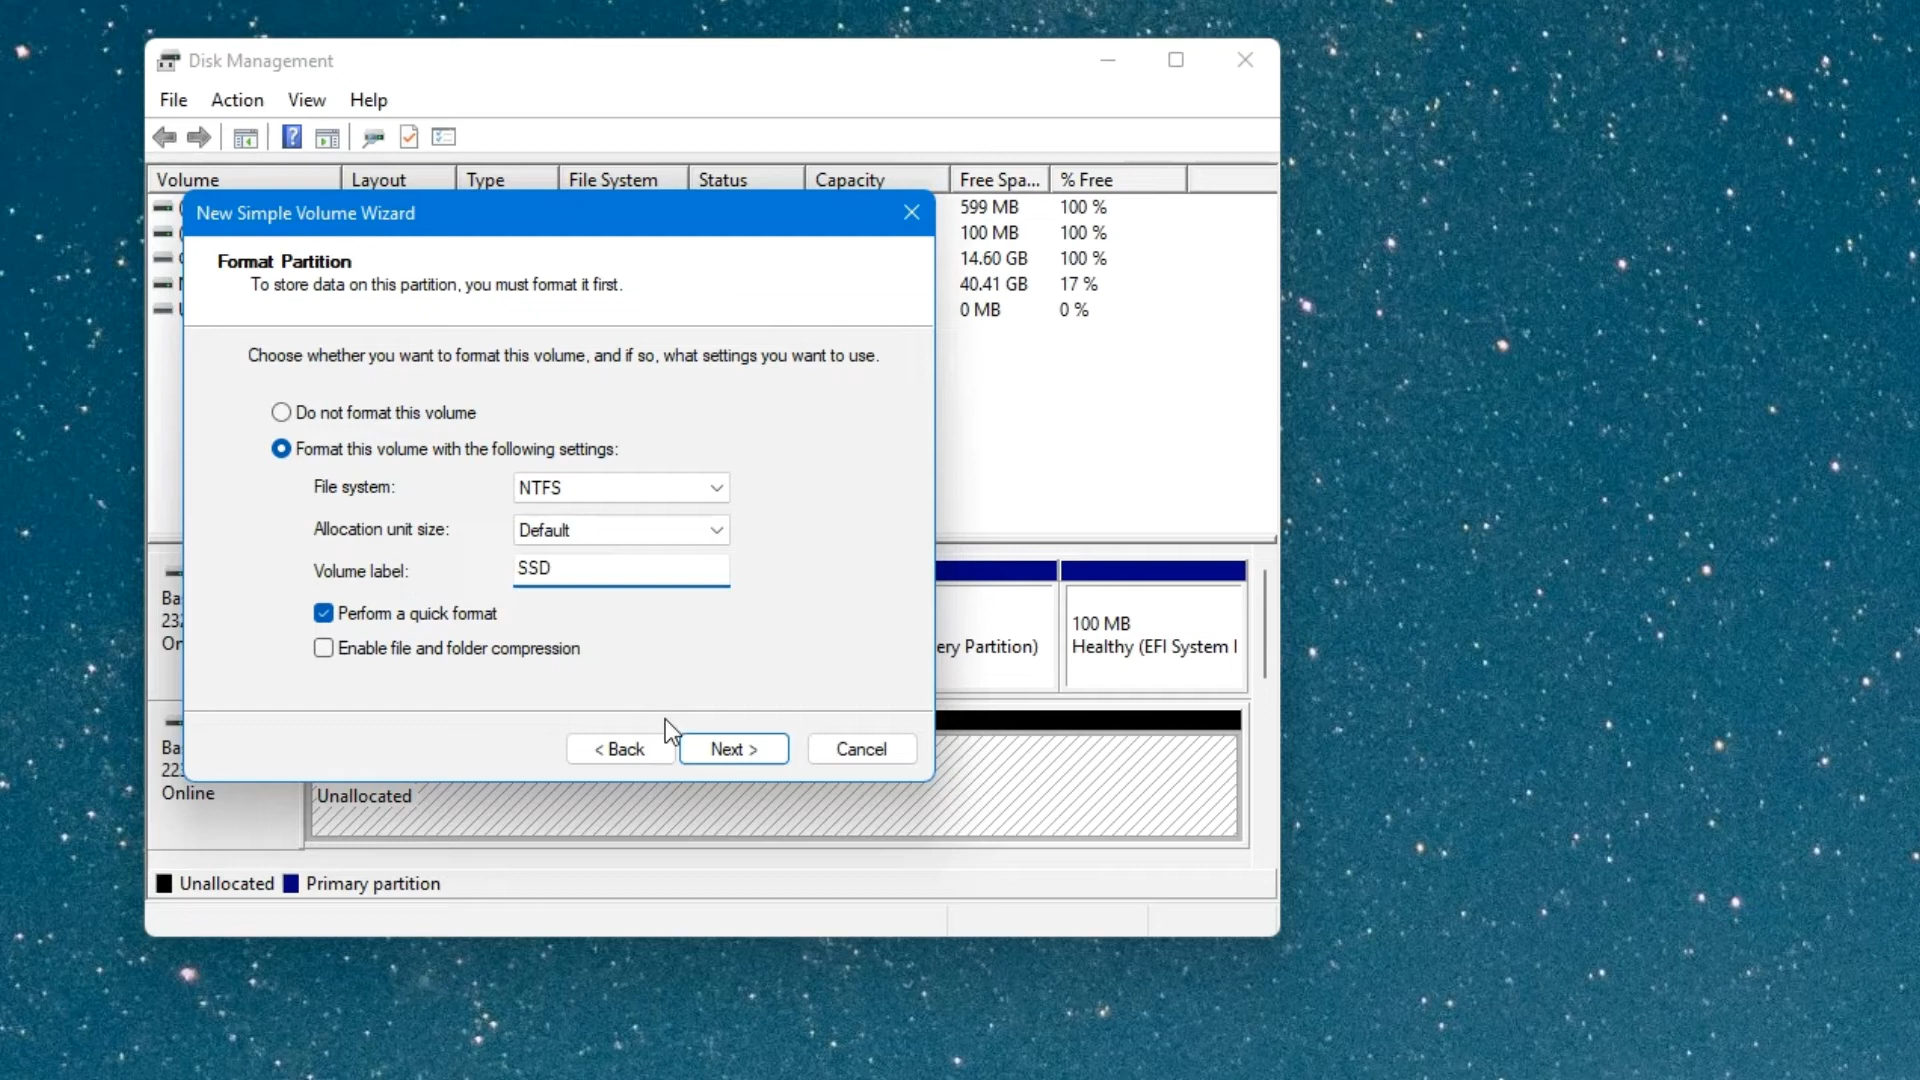 Disk Management
File Action View Help
Volume Layout Type File System Status Capacity Free Spa... % Free
599 MB 100 %
100 MB 100 %
14.60 GB 100 %
40.41 GB 17 %
0 MB 0 %
New Simple Volume Wizard
Format Partition
To store data on this partition, you must format it first.
Choose whether you want to format this volume, and if so, what settings you want to use.
Do not format this volume
Format this volume with the following settings:
File system: NTFS
Allocation unit size: Default
Volume label: SSD
Perform a quick format
Enable file and folder compression
< Back Next > Cancel
Ba
232
On
ery Partition)
100 MB
Healthy (EFI System
Ba
223
Online
Unallocated
Unallocated Primary partition